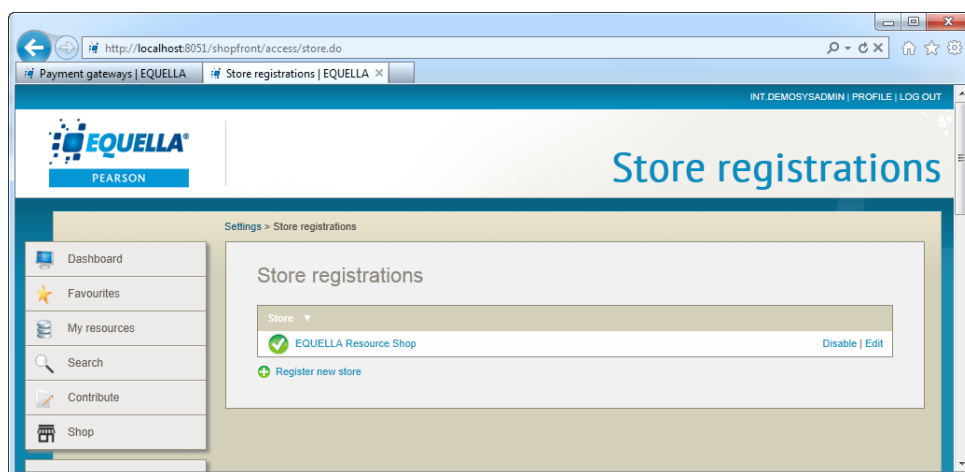 http://localhost:8051/shopfront/access/store.do
Payment gateways | EQUELLA
Store registrations | EQUELLA
INT.DEMOSYSADMIN | PROFILE | LOG OUT
EQUELLA®
PEARSON
Store registrations
Settings > Store registrations
Dashboard
Favourites
My resources
Search
Contribute
Shop
Store registrations
Store
EQUELLA Resource Shop
Disable | Edit
Register new store